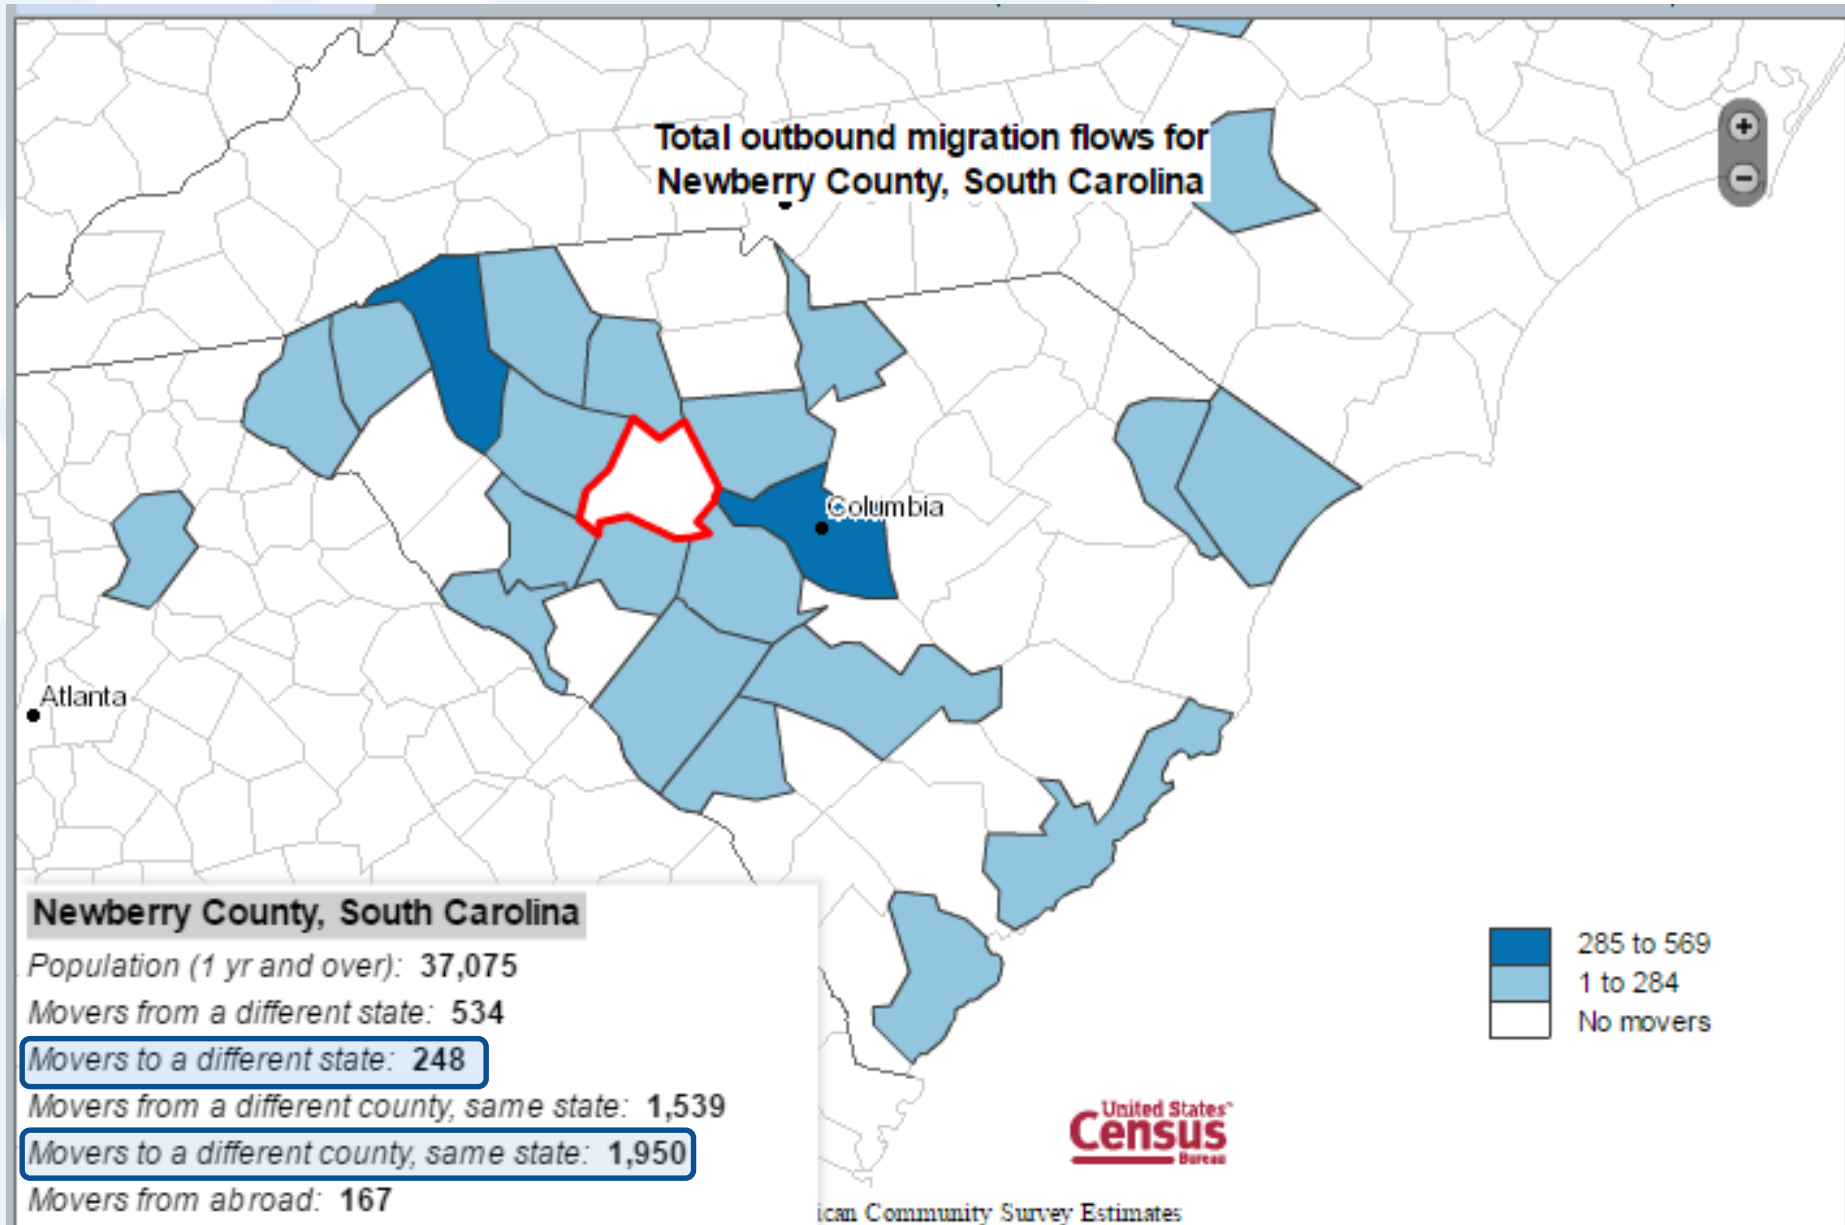 Total outbound migration flows for
Newberry County, South Carolina
Columbia
Atlanta
Newberry County, South Carolina
Population (1 yr and over): 37,075
Movers from a different state: 534
Movers to a different state: 248
Movers from a different county, same state: 1,539
Movers to a different county, same state: 1,950
Movers from abroad: 167
285 to 569
1 to 284
No movers
United States™
Census
Bureau
ican Community Survey Estimates